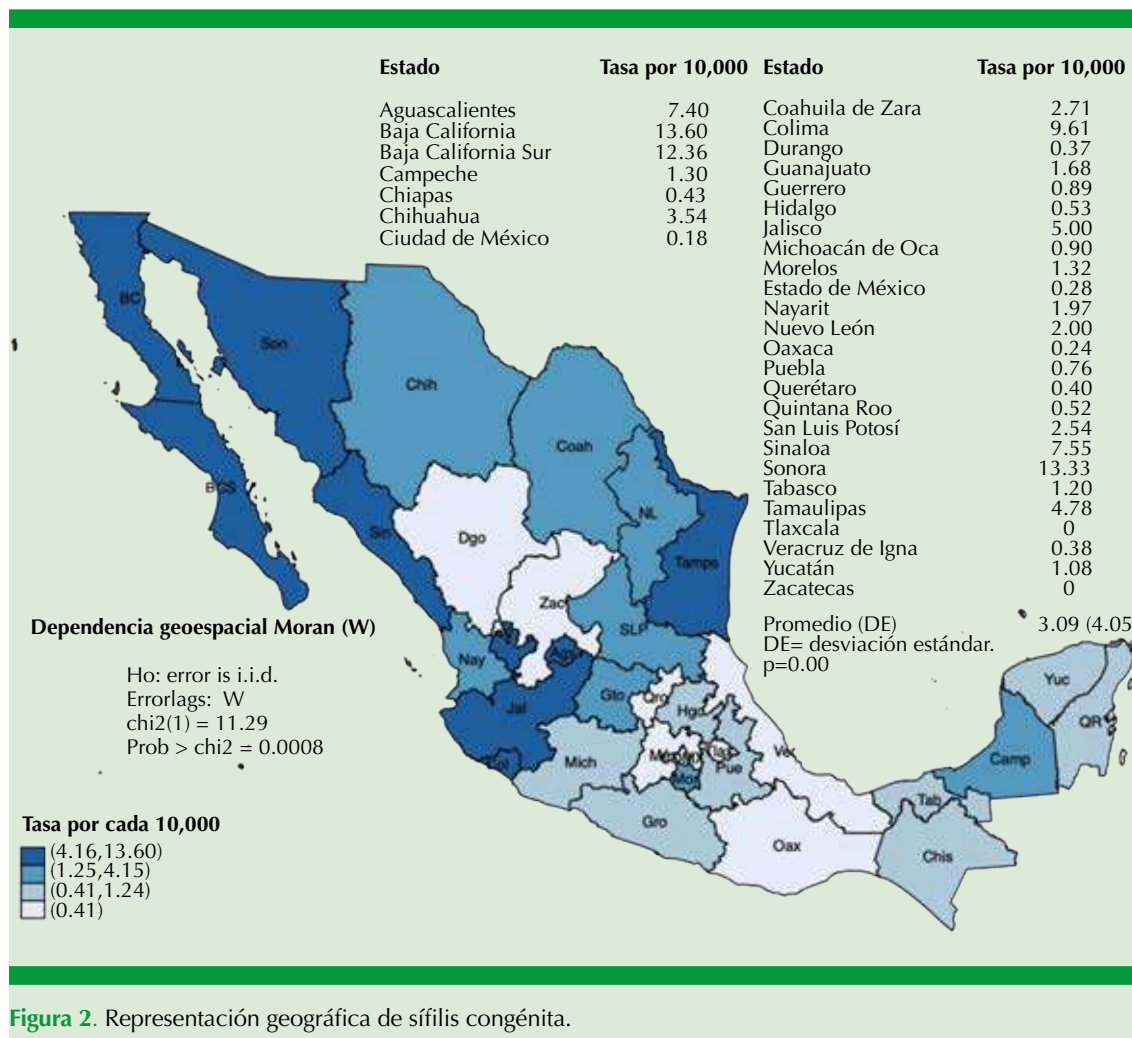 Estado Tasa por 10,000
Aguascalientes 7.40
Baja California 13.60
Baja California Sur 12.36
Campeche 1.30
Chiapas 0.43
Chihuahua 3.54
Ciudad de México 0.18
Estado Tasa por 10,000
Coahuila de Zara 2.71
Colima 9.61
Durango 0.37
Guanajuato 1.68
Guerrero 0.89
Hidalgo 0.53
Jalisco 5.00
Michoacán de Oca 0.90
Morelos 1.32
Estado de México 0.28
Nayarit 1.97
Nuevo León 2.00
Oaxaca 0.24
Puebla 0.76
Querétaro 0.40
Quintana Roo 0.52
San Luis Potosí 2.54
Sinaloa 7.55
Sonora 13.33
Tabasco 1.20
Tamaulipas 4.78
Tlaxcala 0
Veracruz de Igna 0.38
Yucatán 1.08
Zacatecas 0
Promedio (DE) 3.09 (4.05
DE= desviación estándar.
p=0.00
BC
Son
Chih
Coah
BCS
Sin
Dgo
NL
Tamps
Zac
SLP
Nay
Ags
Jal
Gto
Qro
Hgo
Col
Mich
Tlax
Mor
Pue
Ver
Gro
Oax
Tab
Chis
Camp
Yuc
QR
Dependencia geoespacial Moran (W)
Ho: error is i.i.d.
Errorlags: W
chi2(1) = 11.29
Prob > chi2 = 0.0008
Tasa por cada 10,000
(4.16,13.60)
(1.25,4.15)
(0.41,1.24)
(0.41)
Figura 2. Representación geográfica de sífilis congénita.